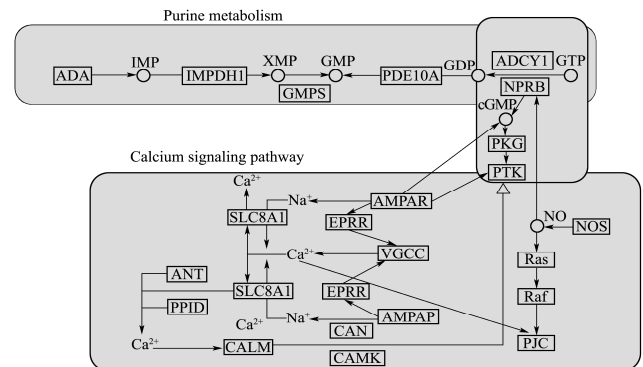 Purine metabolism
IMP
XMP
GMP
GDP
ADCY1
GTP
ADA
IMPDH1
PDE10A
NPRB
GMPS
cGMP
PKG
Calcium signaling pathway
PTK
Ca²⁺
Na⁺
AMPAR
SLC8A1
EPRR
NO
NOS
Ca²⁺
VGCC
Ras
ANT
SLC8A1
EPRR
Raf
PPID
Ca²⁺
Na⁺
AMPAP
CAN
Ca²⁺
CALM
PJC
CAMK